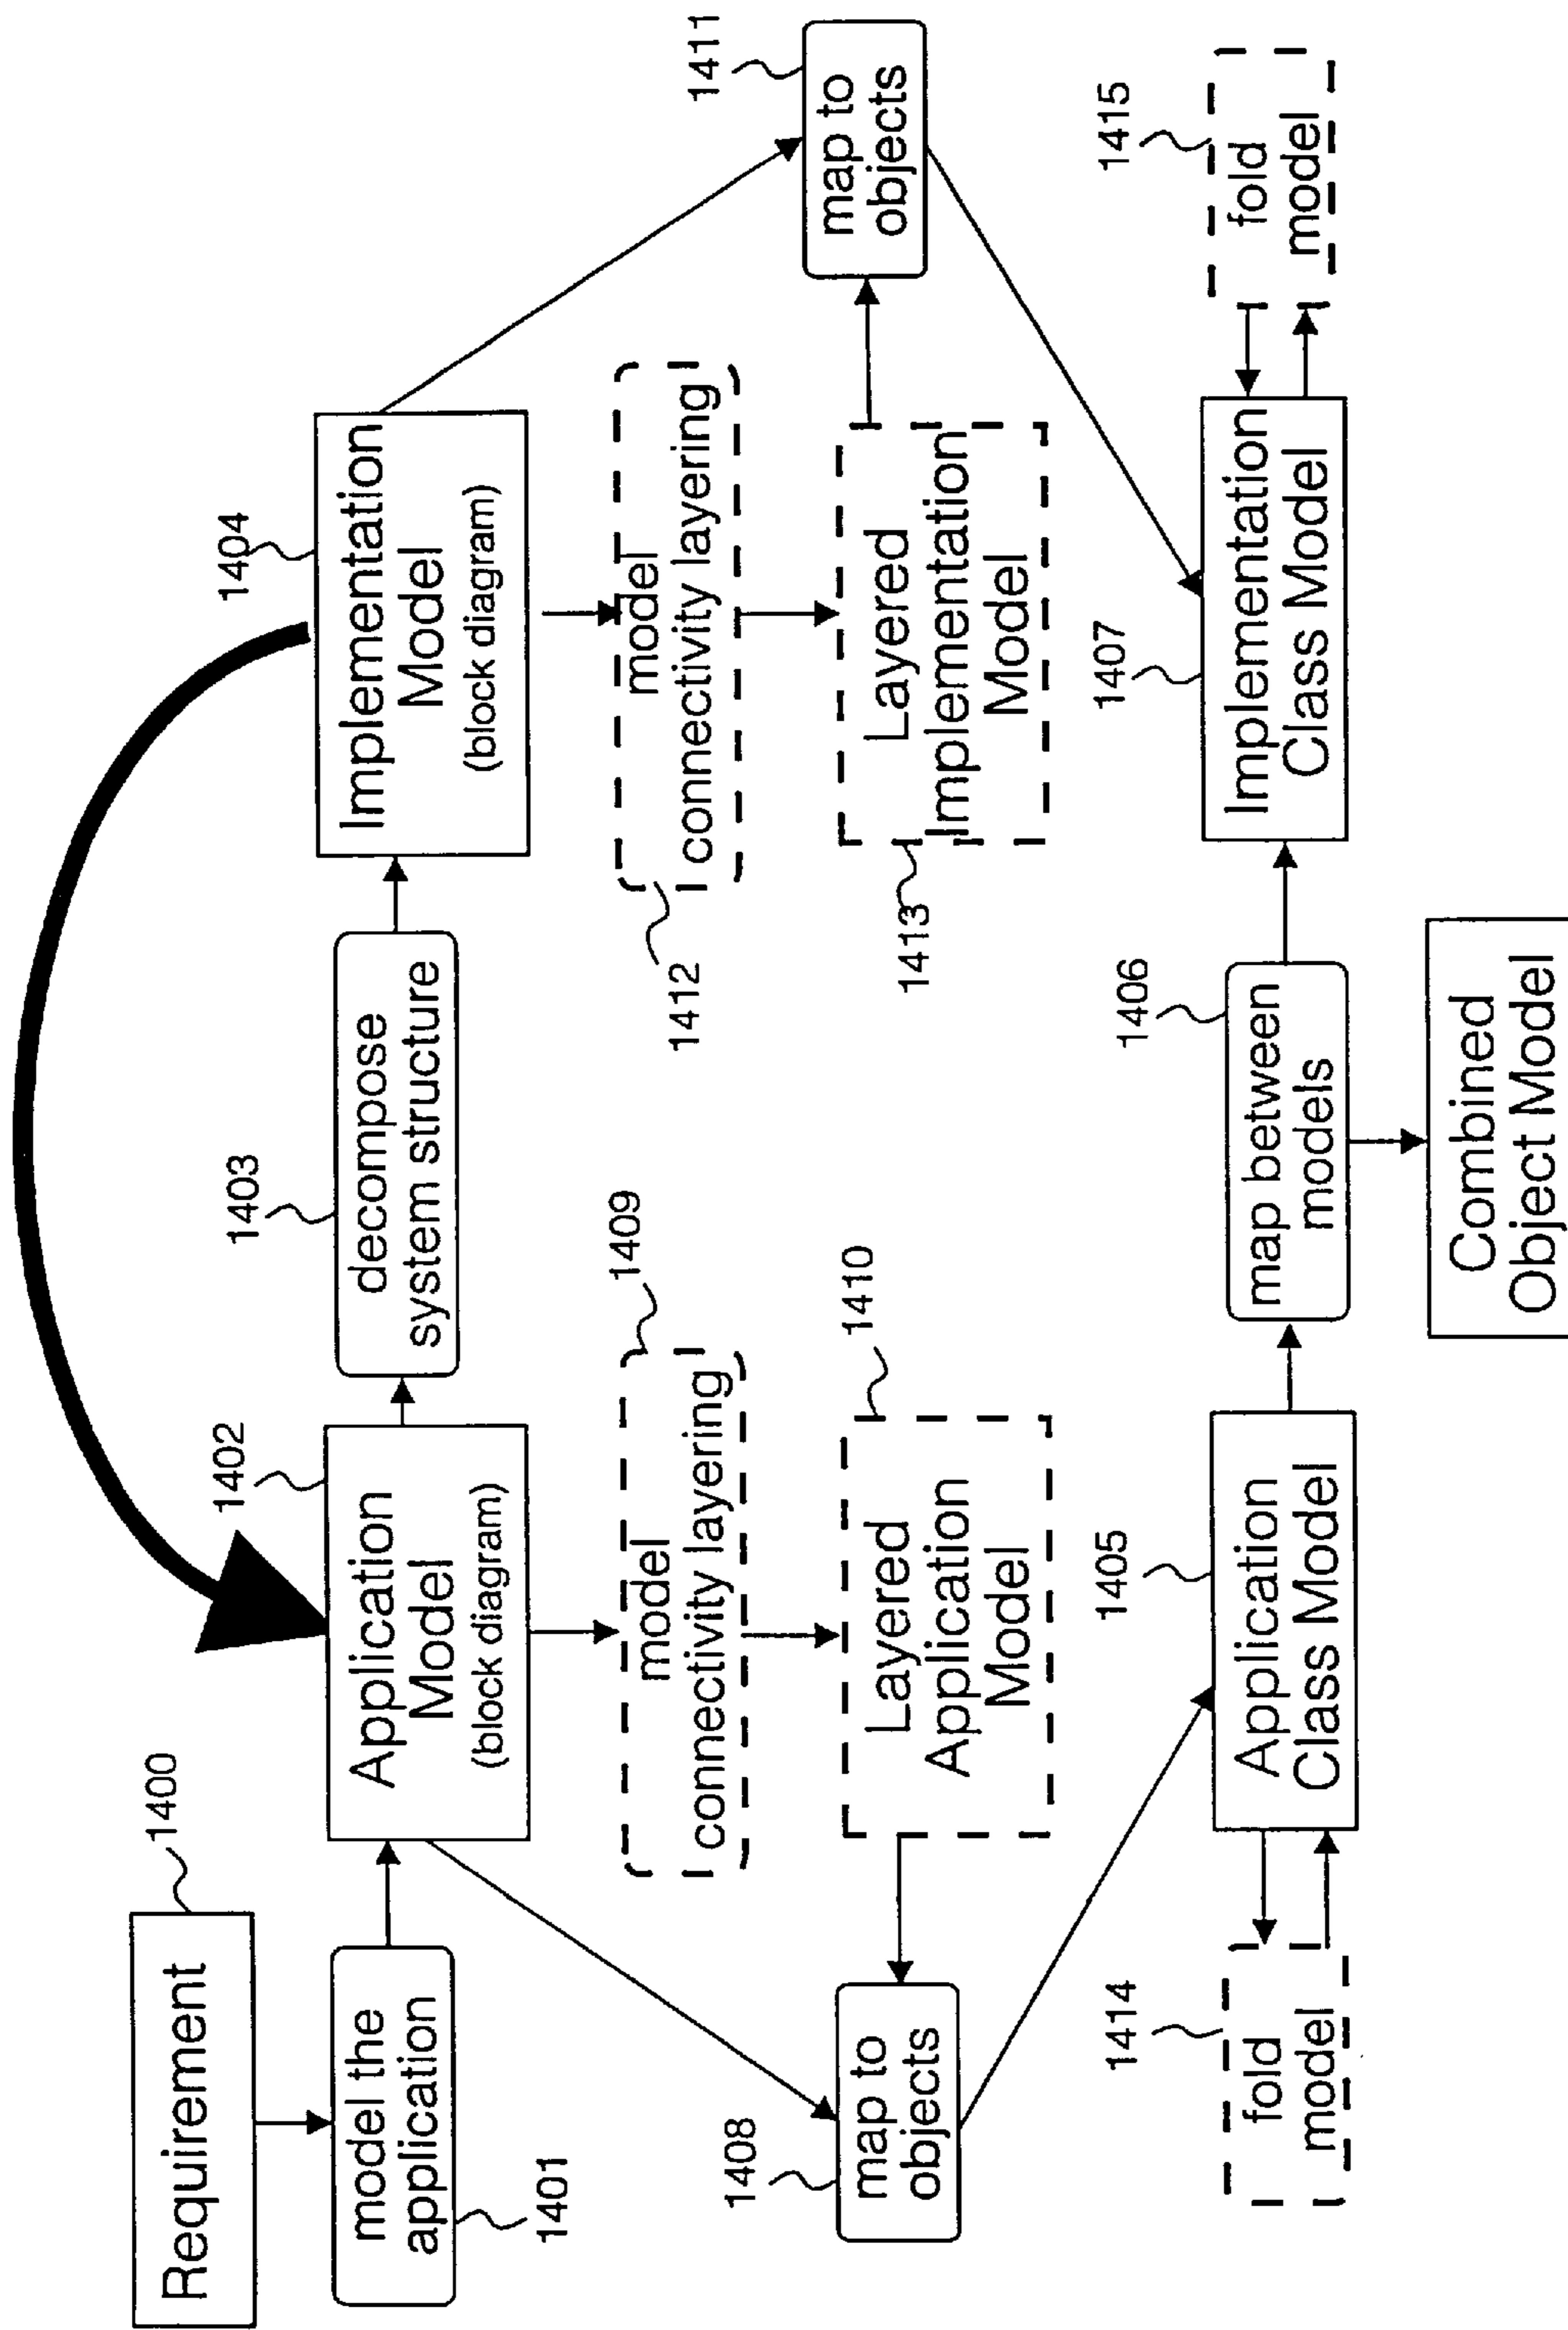 1400
Requirement
model the
application
1401
1402
Application
Model
(block diagram)
1403
decompose
system structure
1404
Implementation
Model
(block diagram)
1409
model
connectivity layering
1412
model
connectivity layering
1408
map to
objects
1410
Layered
Application
Model
1413
Layered
Implementation
Model
1411
map to
objects
1414
fold
model
1405
Application
Class Model
1406
map between
models
1407
Implementation
Class Model
1415
fold
model
Combined
Object Model